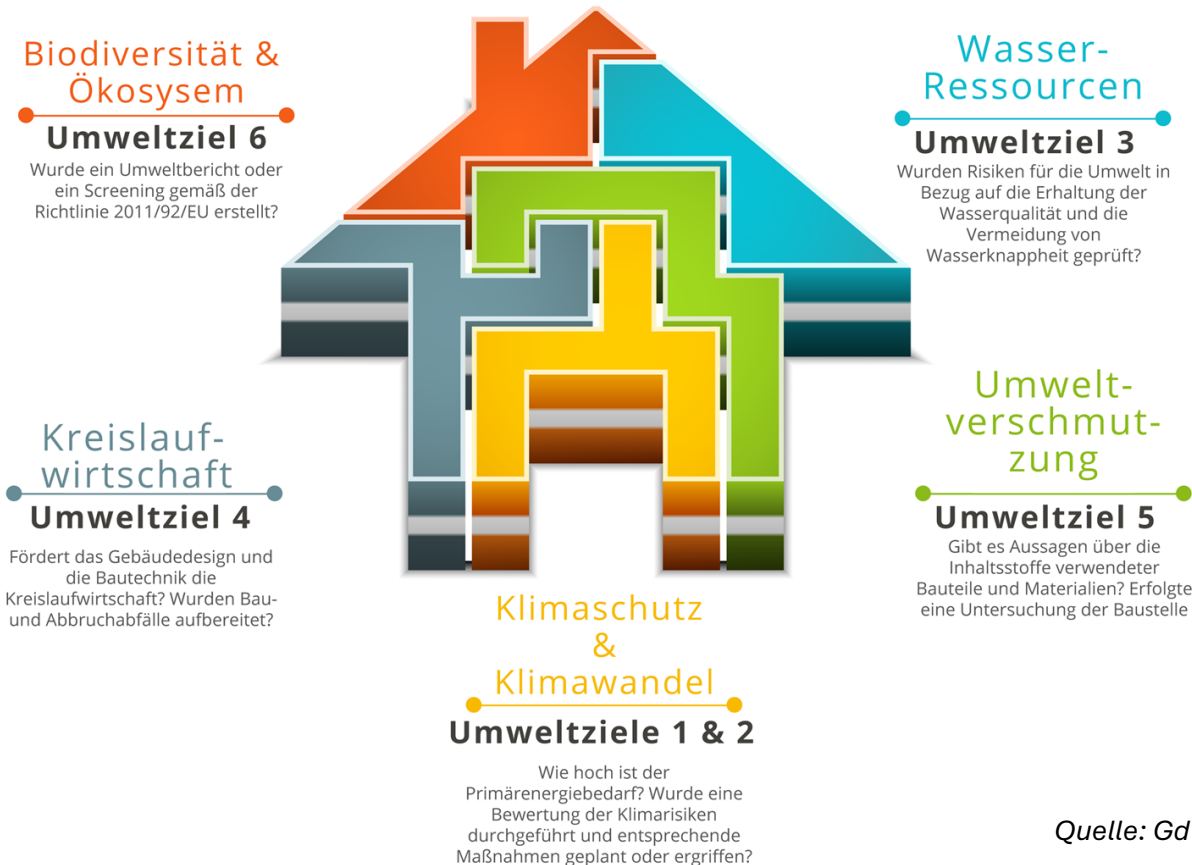 Biodiversität &
Ökosysem
Umweltziel 6
Wurde ein Umweltbericht oder
ein Screening gemäß der
Richtlinie 2011/92/EU erstellt?
Wasser-
Ressourcen
Umweltziel 3
Wurden Risiken für die Umwelt in
Bezug auf die Erhaltung der
Wasserqualität und die
Vermeidung von
Wasserknappheit geprüft?
Kreislauf-
wirtschaft
Umweltziel 4
Fördert das Gebäudedesign und
die Bautechnik die
Kreislaufwirtschaft? Wurden Bau-
und Abbruchabfälle aufbereitet?
Umwelt-
verschmut-
zung
Umweltziel 5
Gibt es Aussagen über die
Inhaltsstoffe verwendeter
Bauteile und Materialien? Erfolgte
eine Untersuchung der Baustelle
Klimaschutz
&
Klimawandel
Umweltziele 1 & 2
Wie hoch ist der
Primärenergiebedarf? Wurde eine
Bewertung der Klimarisiken
durchgeführt und entsprechende
Maßnahmen geplant oder ergriffen?
Quelle: Gd